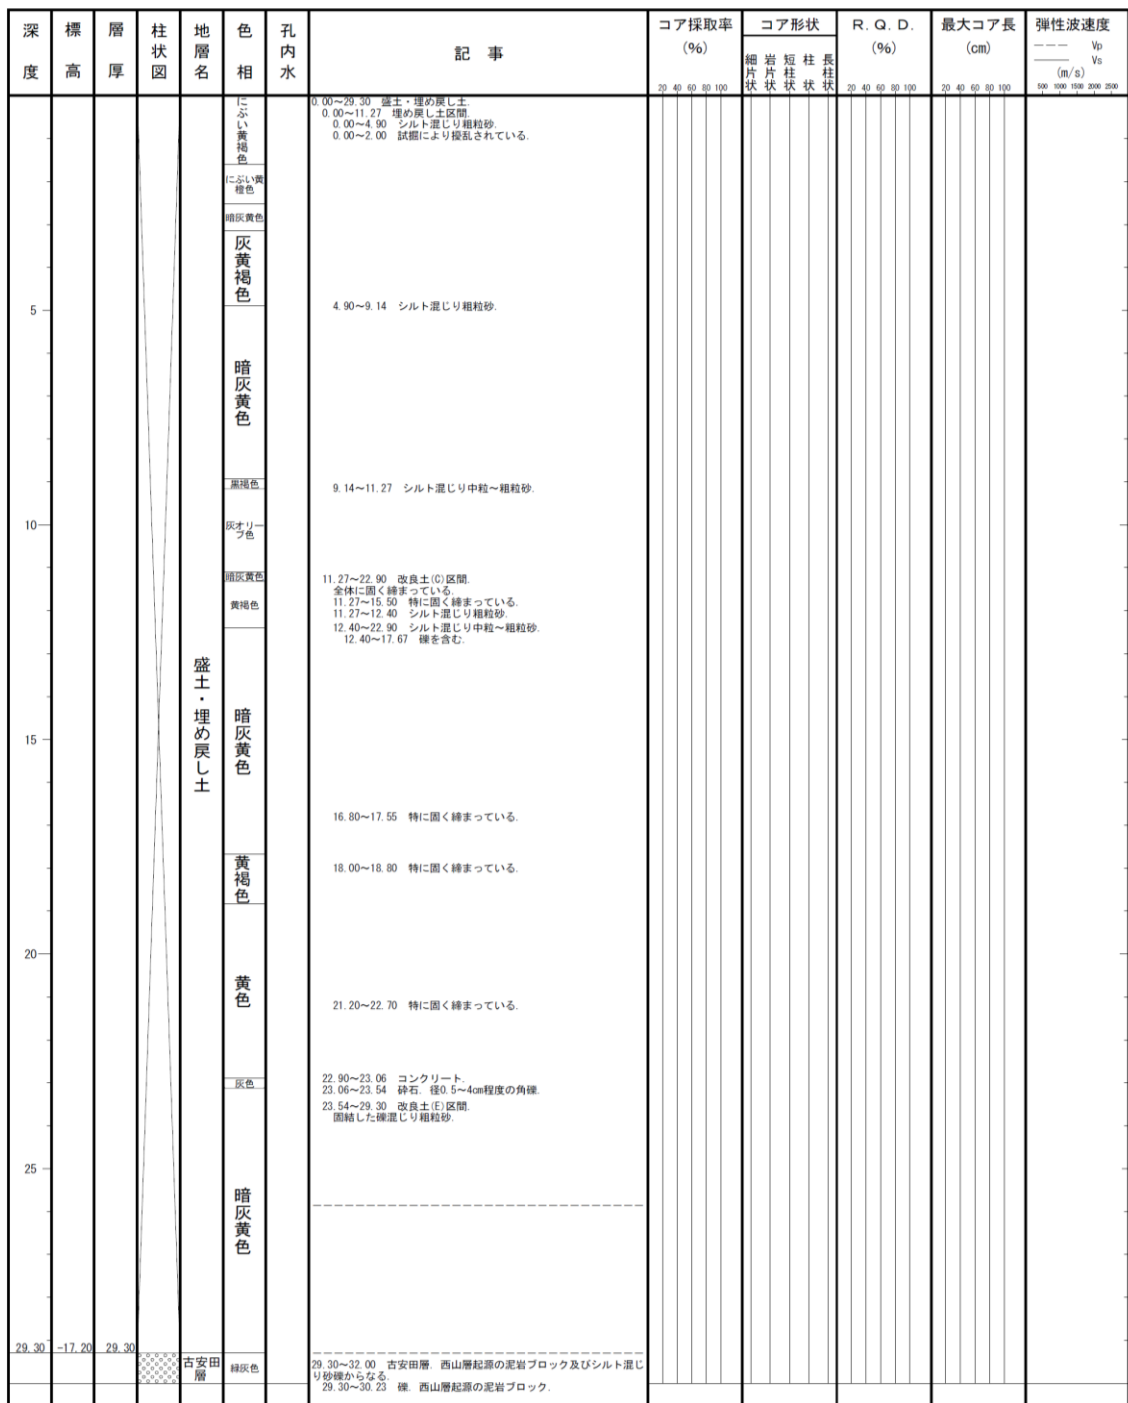 深度
標高
層厚
柱状図
地層名
色相
孔内水
記 事
コア採取率
(%)
20 40 60 80 100
コア形状
細片状
岩片状
短柱状
柱状
長柱状
R. Q. D.
(%)
20 40 60 80 100
最大コア長
(cm)
20 40 60 80 100
弾性波速度
Vp
Vs
(m/s)
500 1000 1500 2000 2500
にぶい黄褐色
0.00～29.30 盛土・埋め戻し土.
0.00～11.27 埋め戻し土区間.
0.00～4.90 シルト混じり粗粒砂.
0.00～2.00 試掘により擾乱されている.
にぶい黄
橙色
暗灰黄色
灰黄褐色
4.90～9.14 シルト混じり粗粒砂.
5
暗灰黄色
黒褐色
9.14～11.27 シルト混じり中粒～粗粒砂.
10
灰オリー
ブ色
暗灰黄色
11.27～22.90 改良土(C)区間.
全体に固く締まっている.
11.27～15.50 特に固く締まっている.
黄褐色
11.27～12.40 シルト混じり粗粒砂.
12.40～22.90 シルト混じり中粒～粗粒砂.
12.40～17.67 礫を含む.
盛土・埋め戻し土
暗灰黄色
15
16.80～17.55 特に固く締まっている.
黄褐色
18.00～18.80 特に固く締まっている.
20
黄色
21.20～22.70 特に固く締まっている.
22.90～23.06 コンクリート.
灰色
23.06～23.54 砕石. 径0.5～4cm程度の角礫.
23.54～29.30 改良土(E)区間.
固結した礫混じり粗粒砂.
25
暗灰黄色
29.30 -17.20 29.30
古安田
層
緑灰色
29.30～32.00 古安田層. 西山層起源の泥岩ブロック及びシルト混じ
り砂礫からなる.
29.30～30.23 礫. 西山層起源の泥岩ブロック.